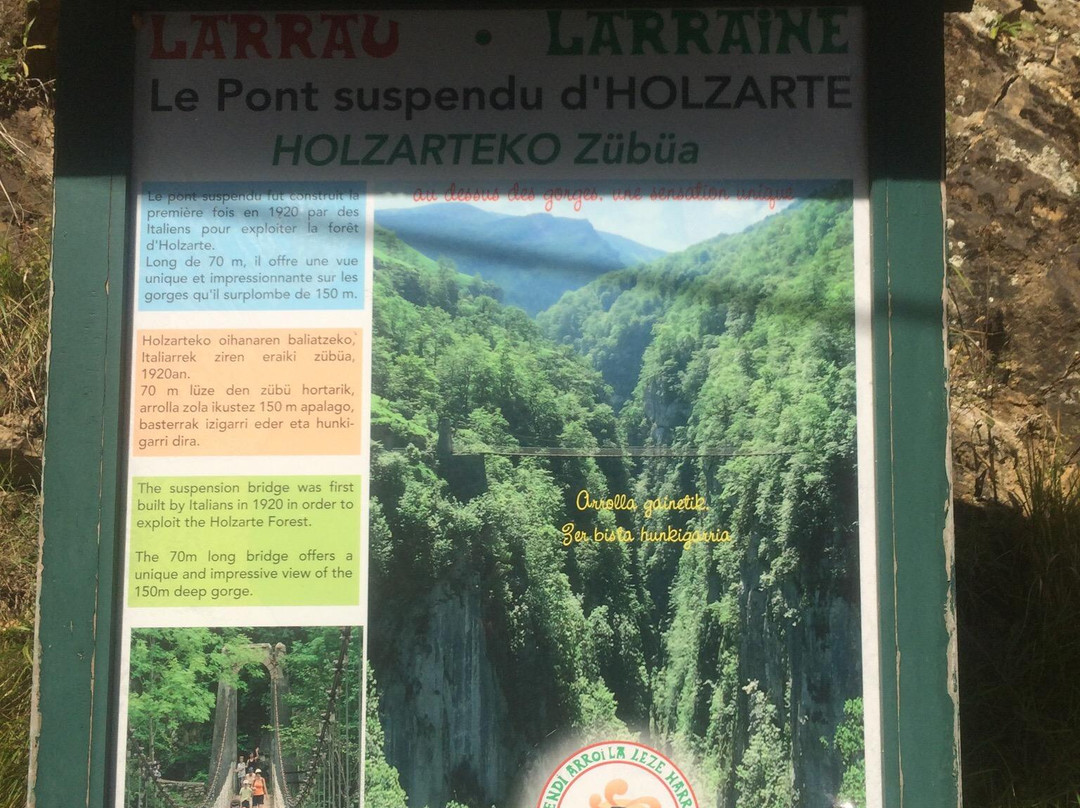 LARRAU • LARRAiNE
Le Pont suspendu d'HOLZARTE
HOLZARTEKO Zübüa
au dessus des gorges, une sensation unique
Le pont suspendu fut construit la
première fois en 1920 par des
Italiens pour exploiter la forêt
d'Holzarte.
Long de 70 m, il offre une vue
unique et impressionnante sur les
gorges qu'il surplombe de 150 m.
Holzarteko oihanaren baliatzeko,
Italiarrek ziren eraiki zübüa,
1920an.
70 m lüze den zübü hortarik,
arrolla zola ikustez 150 m apalago,
basterrak izigarri eder eta hunki-
garri dira.
The suspension bridge was first
built by Italians in 1920 in order to
exploit the Holzarte Forest.
The 70m long bridge offers a
unique and impressive view of the
150m deep gorge.
Arrolla gainetik,
Zer bista hunkigarria
ENDI ARROiLA LEZE HARR